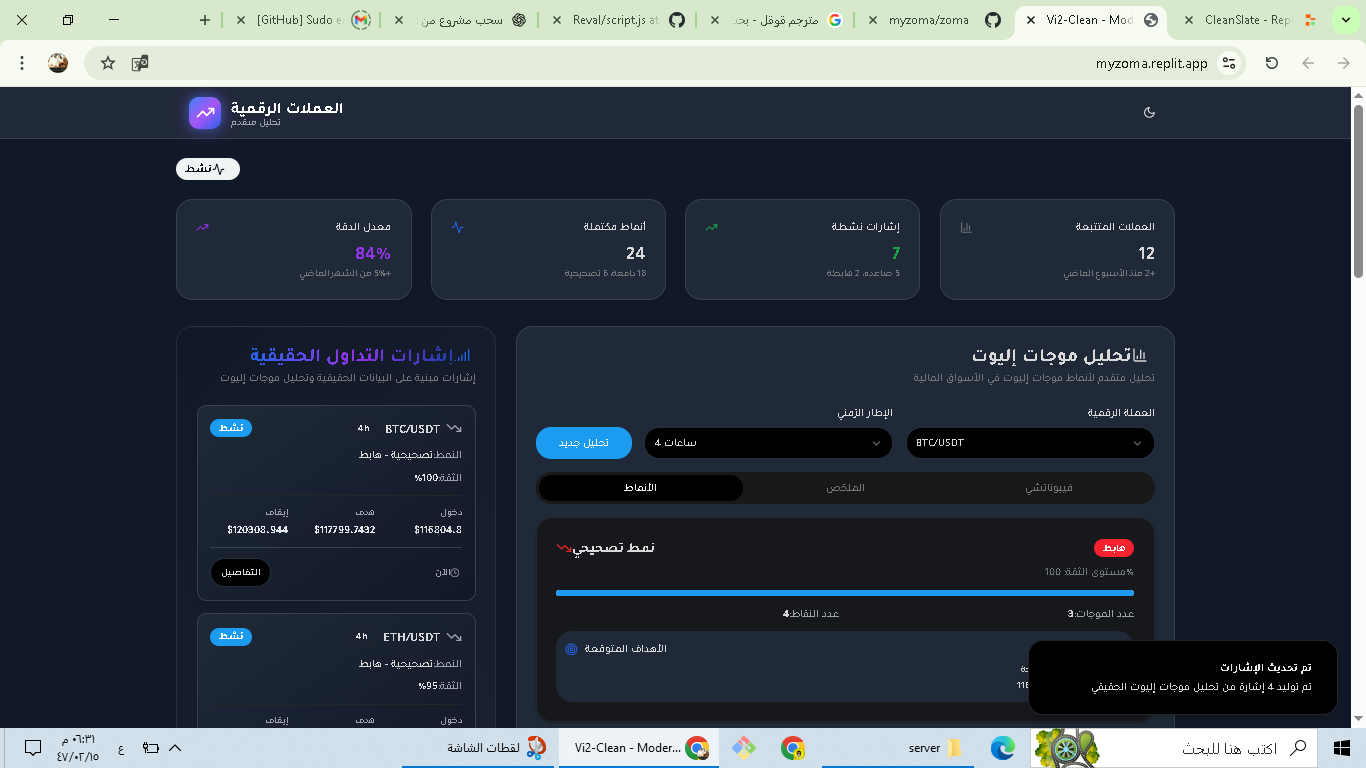 CleanSlate - Repl
Vi2-Clean - Mod
myzoma/zoma
مترجم قوقل - بحث
Reval/script.js at
سحب مشروع من
[GitHub] Sudo e
myzoma.replit.app
العملات الرقمية
تحليل متقدم
نشط
العملات المتتبعة
12
+2 منذ الأسبوع الماضي
إشارات نشطة
7
5 صاعدة، 2 هابطة
أنماط مكتملة
24
18 دافعة، 6 تصحيحية
معدل الدقة
84%
+5% من الشهر الماضي
تحليل موجات إليوت
تحليل متقدم لأنماط موجات إليوت في الأسواق المالية
العملة الرقمية
الإطار الزمني
BTC/USDT
4 ساعات
تحليل جديد
فيبوناتشي
الملخص
الأنماط
هابط
نمط تصحيحي
مستوى الثقة: 100%
عدد الموجات:3
عدد النقاط:4
الأهداف المتوقعة
إشارات التداول الحقيقية
إشارات مبنية على البيانات الحقيقية وتحليل موجات إليوت
BTC/USDT
4h
نشط
النمط:تصحيحية - هابط
الثقة:100%
دخول
هدف
إيقاف
$116804.8
$117799.7432
$120308.944
الآن
التفاصيل
ETH/USDT
4h
نشط
النمط:تصحيحية - هابط
الثقة:95%
دخول
هدف
إيقاف
تم تحديث الإشارات
تم توليد 4 إشارة من تحليل موجات إليوت الحقيقي
اكتب هنا للبحث
server
Vi2-Clean - Moder...
لقطات الشاشة
ع
٠٦:٣١ م
٤٧/٠٢/١٥